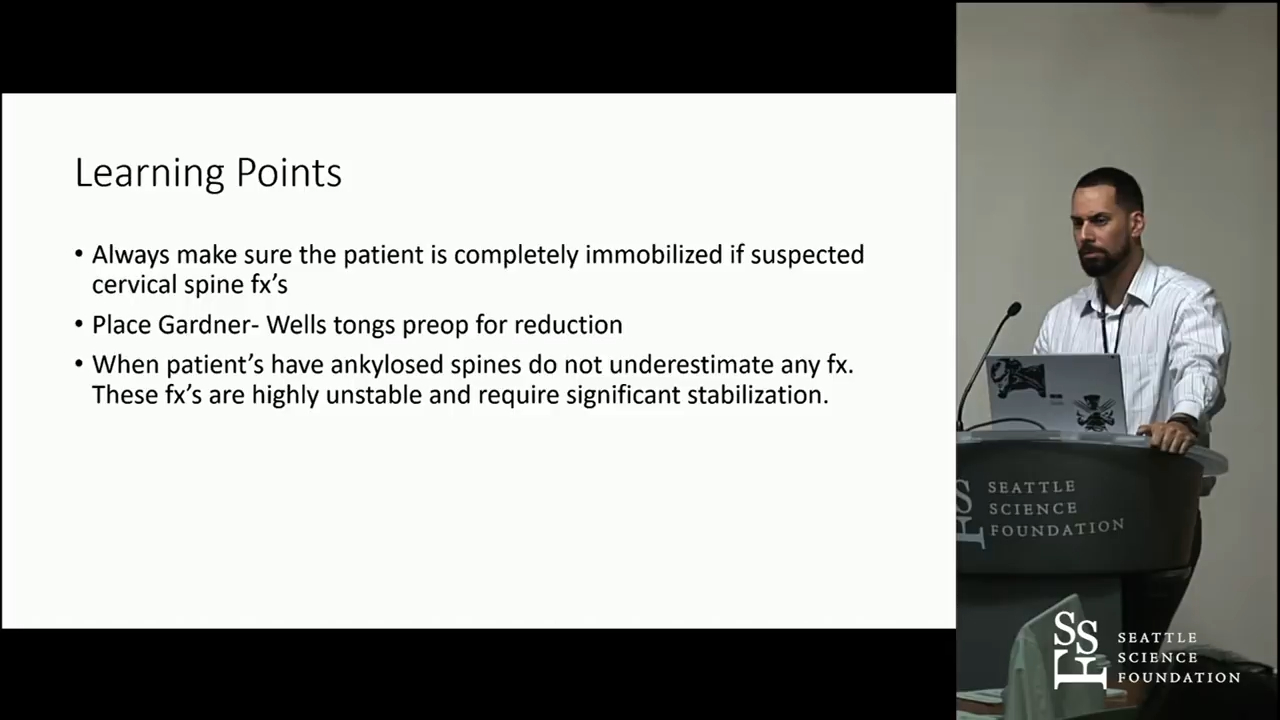 Learning Points
• Always make sure the patient is completely immobilized if suspected
cervical spine fx's
• Place Gardner- Wells tongs preop for reduction
• When patient's have ankylosed spines do not underestimate any fx.
These fx's are highly unstable and require significant stabilization.
SEATTLE
SCIENCE
FOUNDATION
SSF SEATTLE
SCIENCE
FOUNDATION